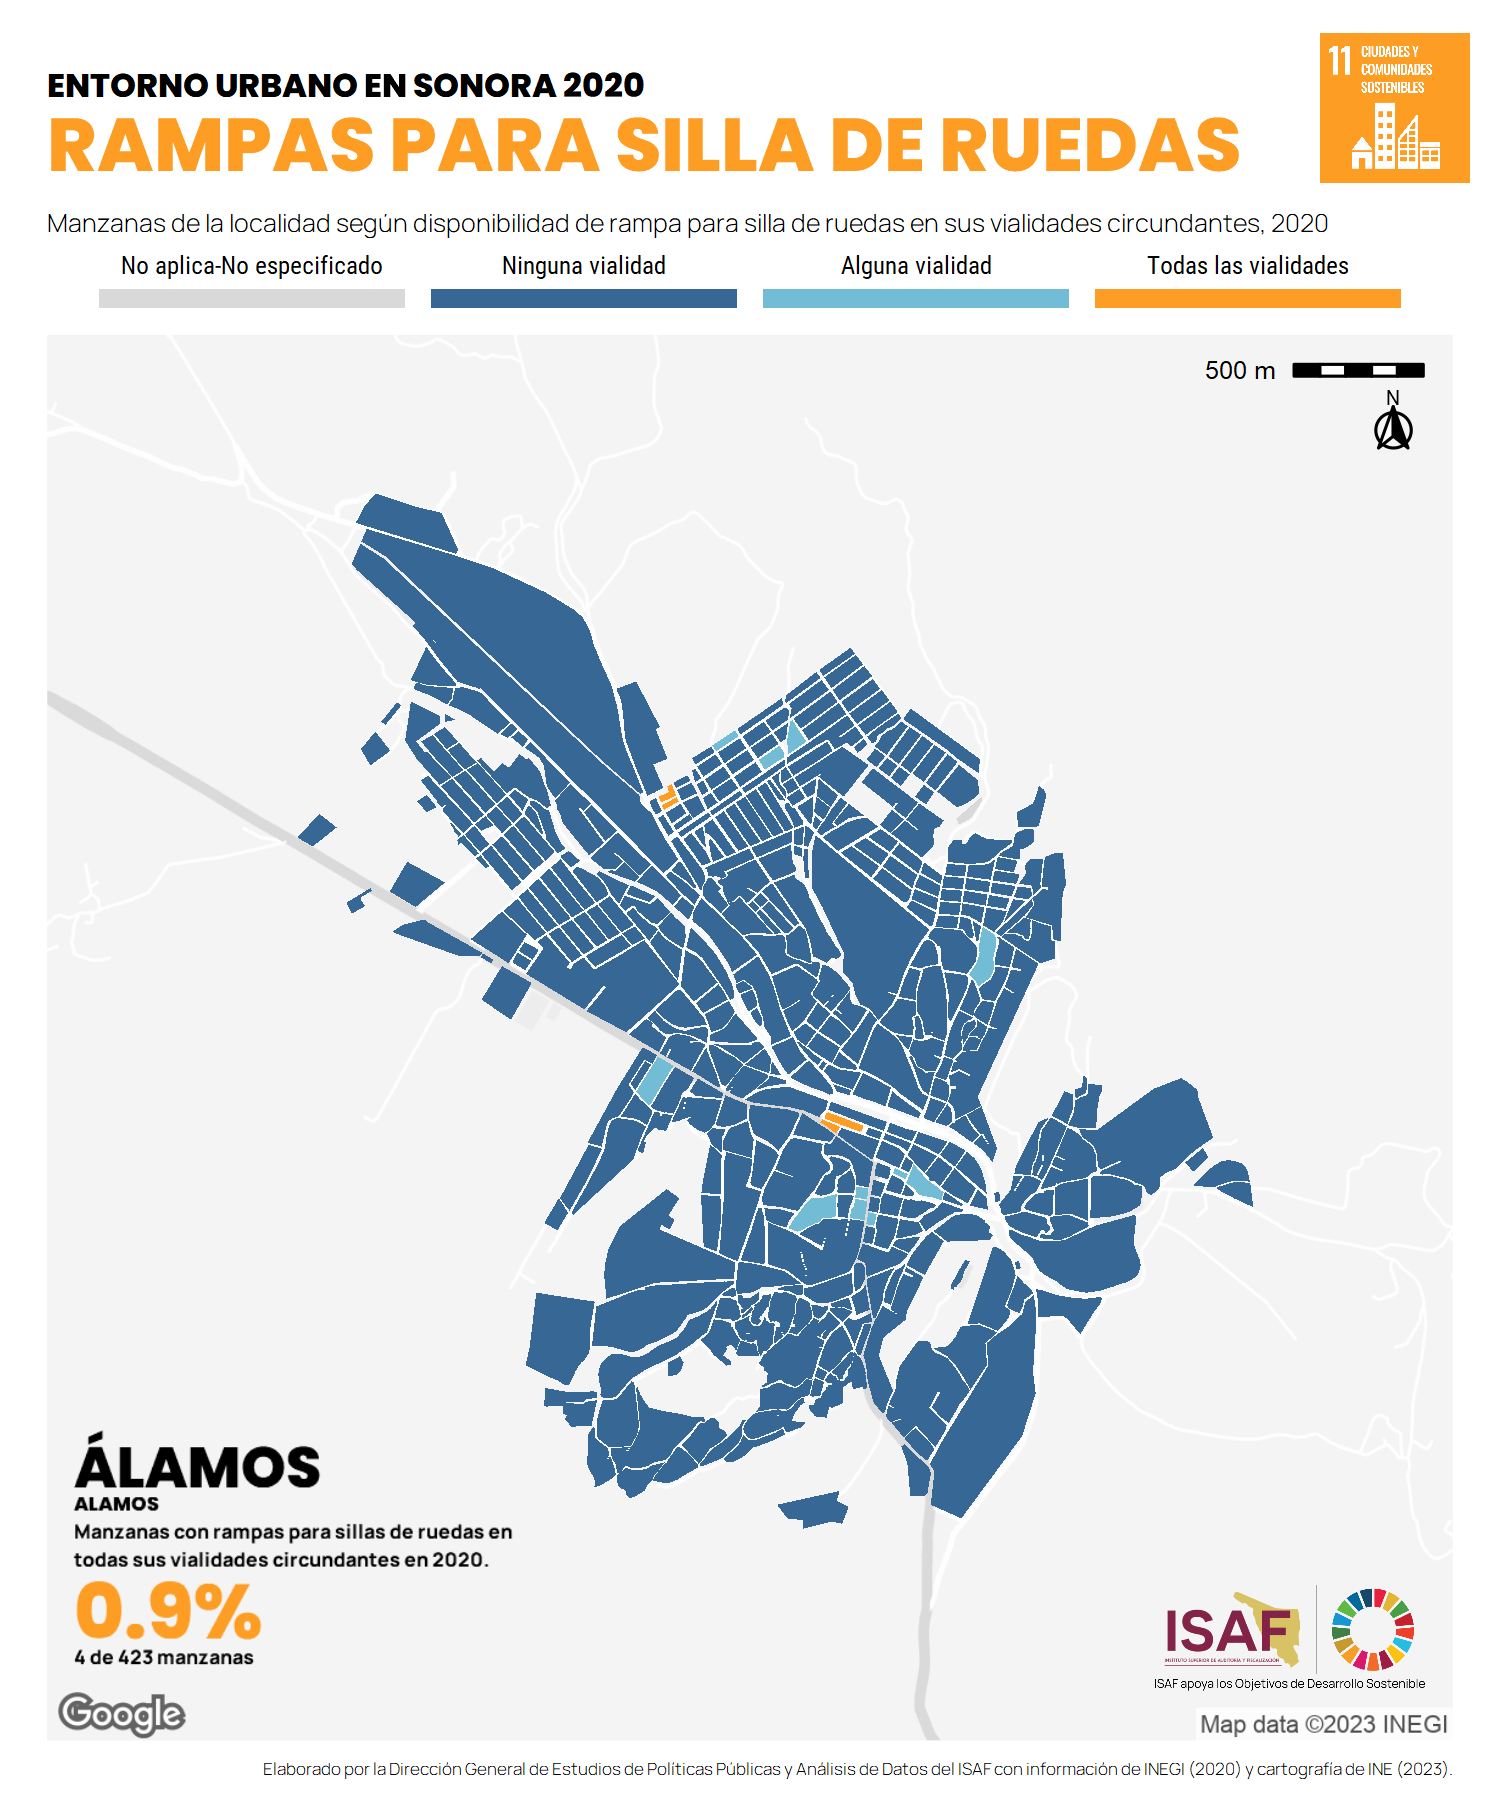 ENTORNO URBANO EN SONORA 2020
RAMPAS PARA SILLA DE RUEDAS
11 CIUDADES Y
COMUNIDADES
SOSTENIBLES
Manzanas de la localidad según disponibilidad de rampa para silla de ruedas en sus vialidades circundantes, 2020
No aplica-No especificado
Ninguna vialidad
Alguna vialidad
Todas las vialidades
500 m
N
ÁLAMOS
ALAMOS
Manzanas con rampas para sillas de ruedas en
todas sus vialidades circundantes en 2020.
0.9%
4 de 423 manzanas
Google
ISAF
INSTITUTO SUPERIOR DE AUDITORÍA Y FISCALIZACIÓN
ISAF apoya los Objetivos de Desarrollo Sostenible
Map data ©2023 INEGI
Elaborado por la Dirección General de Estudios de Políticas Públicas y Análisis de Datos del ISAF con información de INEGI (2020) y cartografía de INE (2023).